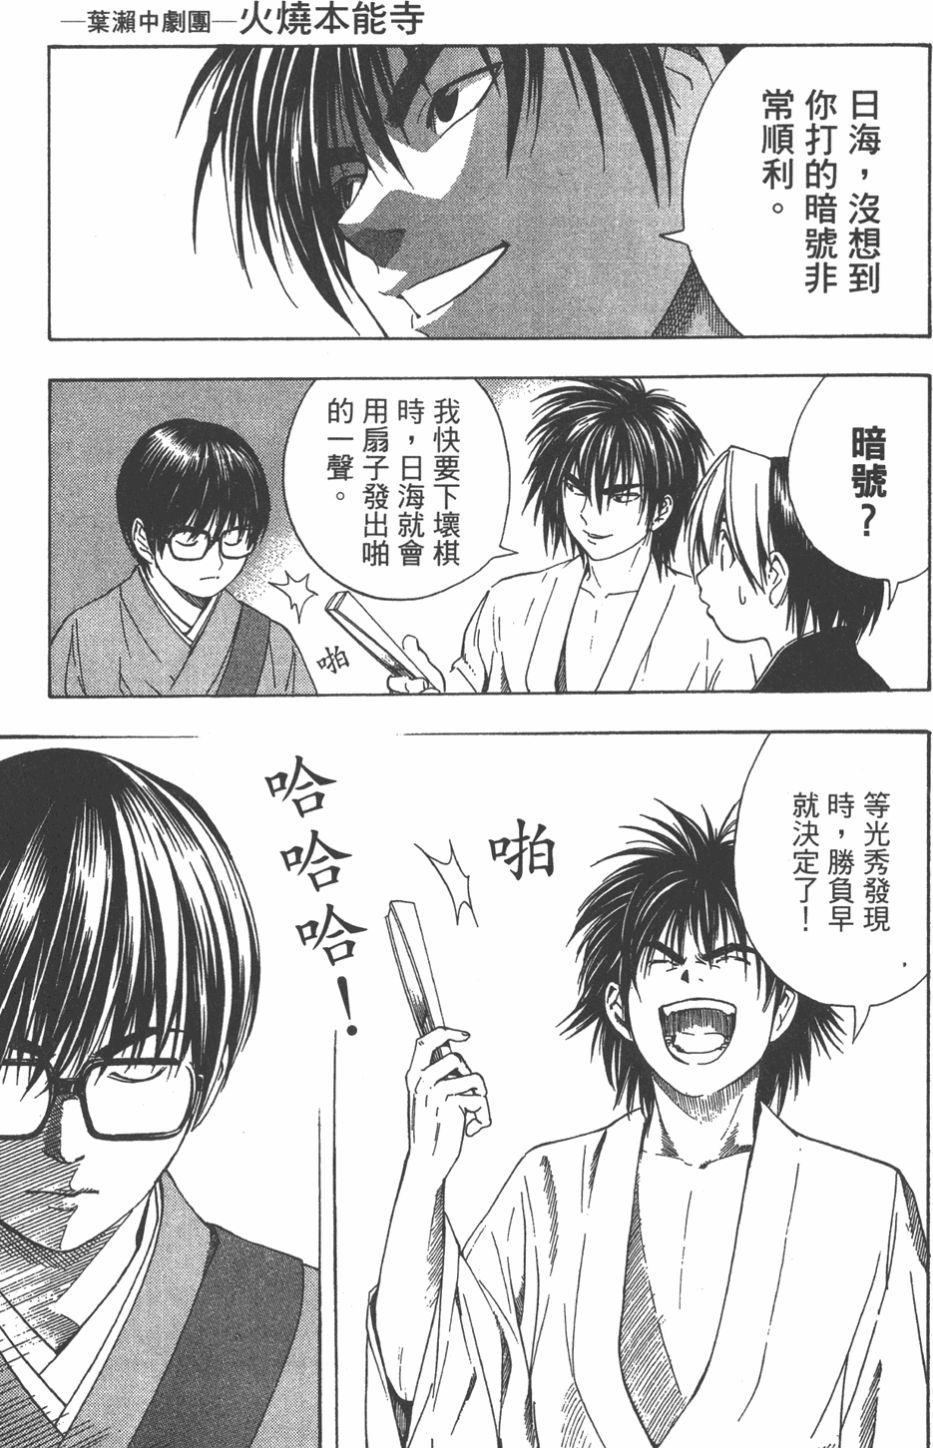 —葉瀨中劇團—火燒本能寺
日海，沒想到
你打的暗號非
常順利。
暗號？
我快要下壞棋
時，日海就會
用扇子發出啪
的一聲。
啪
等光秀發現
時，勝負早
就決定了！
啪
哈哈哈！